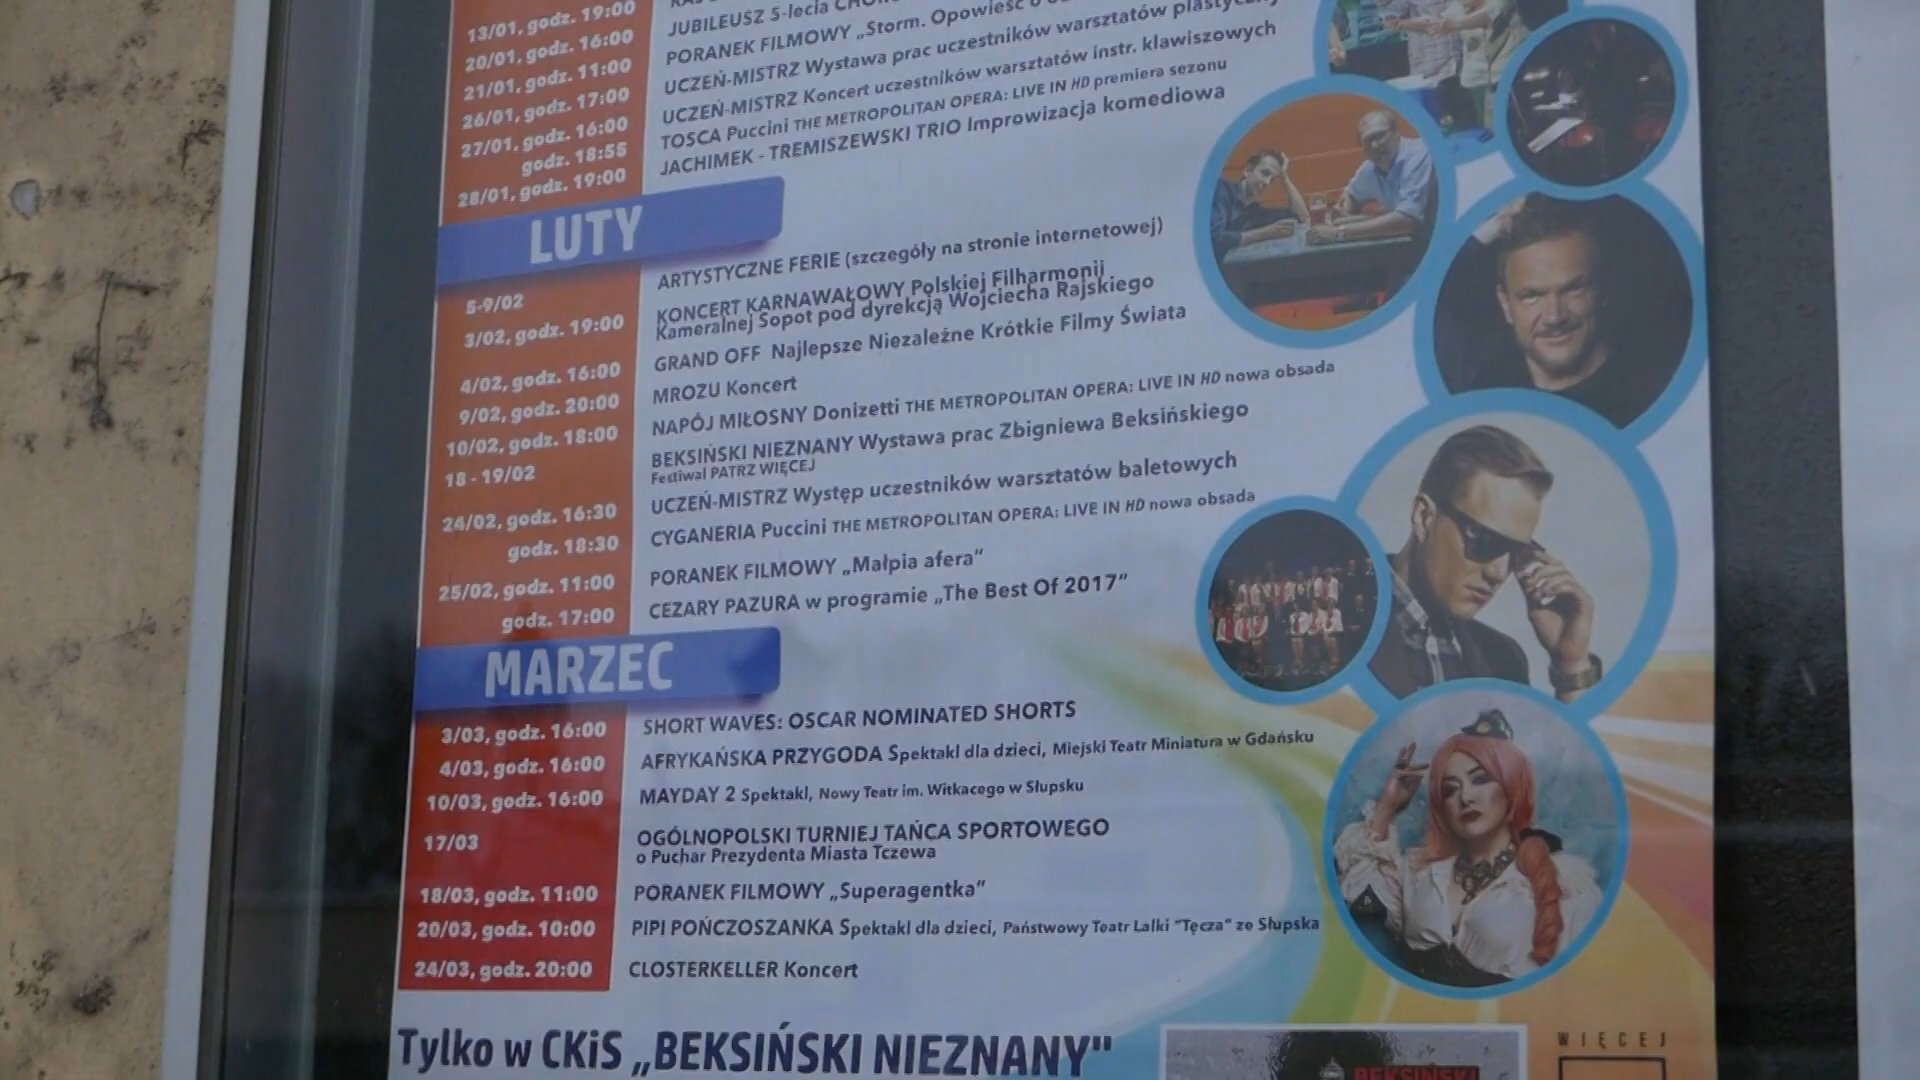 13/01, godz. 19:00
JUBILEUSZ 5-lecia
20/01, godz. 16:00
PORANEK FILMOWY „Storm. Opowieść o
21/01, godz. 11:00
UCZEŃ-MISTRZ Wystawa prac uczestników warsztatów
26/01, godz. 17:00
UCZEŃ-MISTRZ Koncert uczestników warsztatów instr. klawiszowych
27/01, godz. 16:00
TOSCA Puccini THE METROPOLITAN OPERA: LIVE IN HD premiera sezonu
godz. 18:55
JACHIMEK - TREMISZEWSKI TRIO Improwizacja komediowa
28/01, godz. 19:00
LUTY
5-9/02
ARTYSTYCZNE FERIE (szczegóły na stronie internetowej)
3/02, godz. 19:00
KONCERT KARNAWAŁOWY Polskiej Filharmonij
Kameralnej Sopot pod dyrekcją Wojciecha Rajskiego
4/02, godz. 16:00
GRAND OFF Najlepsze Niezależne Krótkie Filmy Świata
9/02, godz. 20:00
MROZU Koncert
10/02, godz. 18:00
NAPÓJ MIŁOSNY Donizetti THE METROPOLITAN OPERA: LIVE IN HD nowa obsada
18 - 19/02
BEKSIŃSKI NIEZNANY Wystawa prac Zbigniewa Beksińskiego
Festiwal PATRZ WIĘCEJ
24/02, godz. 16:30
UCZEŃ-MISTRZ Występ uczestników warsztatów baletowych
godz. 18:30
CYGANERIA Puccini THE METROPOLITAN OPERA: LIVE IN HD nowa obsada
25/02, godz. 11:00
PORANEK FILMOWY „Małpia afera”
godz. 17:00
CEZARY PAZURA w programie „The Best Of 2017”
MARZEC
3/03, godz. 16:00
SHORT WAVES: OSCAR NOMINATED SHORTS
4/03, godz. 16:00
AFRYKAŃSKA PRZYGODA Spektakl dla dzieci, Miejski Teatr Miniatura w Gdańsku
10/03, godz. 16:00
MAYDAY 2 Spektakl, Nowy Teatr im. Witkacego w Słupsku
17/03
OGÓLNOPOLSKI TURNIEJ TAŃCA SPORTOWEGO
o Puchar Prezydenta Miasta Tczewa
18/03, godz. 11:00
PORANEK FILMOWY „Superagentka”
20/03, godz. 10:00
PIPI POŃCZOSZANKA Spektakl dla dzieci, Państwowy Teatr Lalki "Tęcza" ze Słupska
24/03, godz. 20:00
CLOSTERKELLER Koncert
Tylko w CKiS „BEKSIŃSKI NIEZNANY"
BEKSIŃSKI
WIĘCEJ